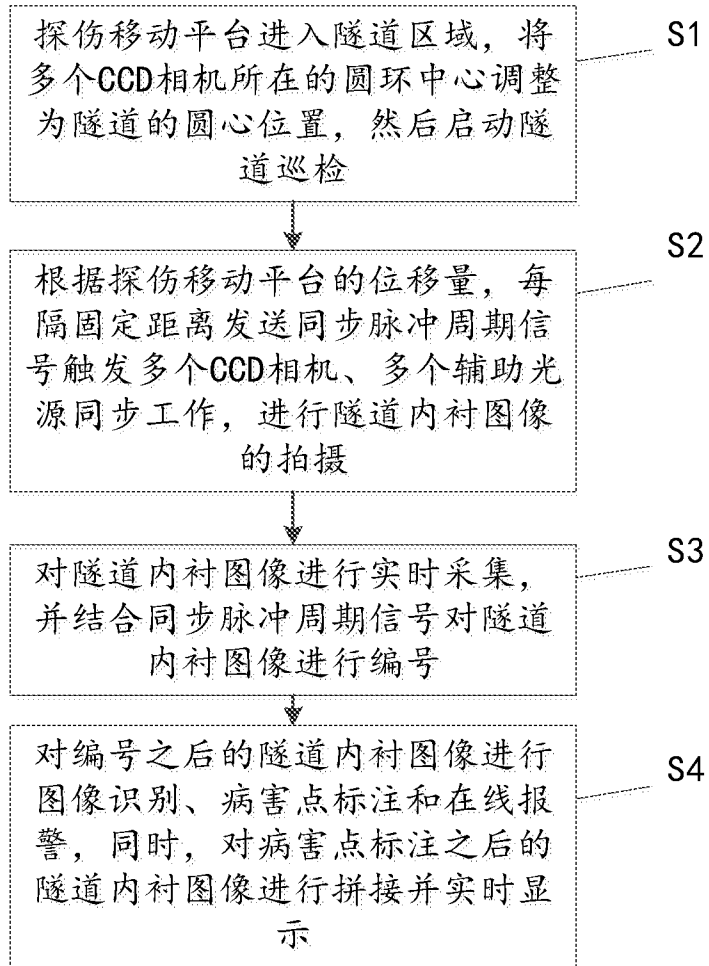 探伤移动平台进入隧道区域，将
多个CCD相机所在的圆环中心调整
为隧道的圆心位置，然后启动隧
道巡检
S1
根据探伤移动平台的位移量，每
隔固定距离发送同步脉冲周期信
号触发多个CCD相机、多个辅助光
源同步工作，进行隧道内衬图像
的拍摄
S2
对隧道内衬图像进行实时采集，
并结合同步脉冲周期信号对隧道
内衬图像进行编号
S3
对编号之后的隧道内衬图像进行
图像识别、病害点标注和在线报
警，同时，对病害点标注之后的
隧道内衬图像进行拼接并实时显
示
S4